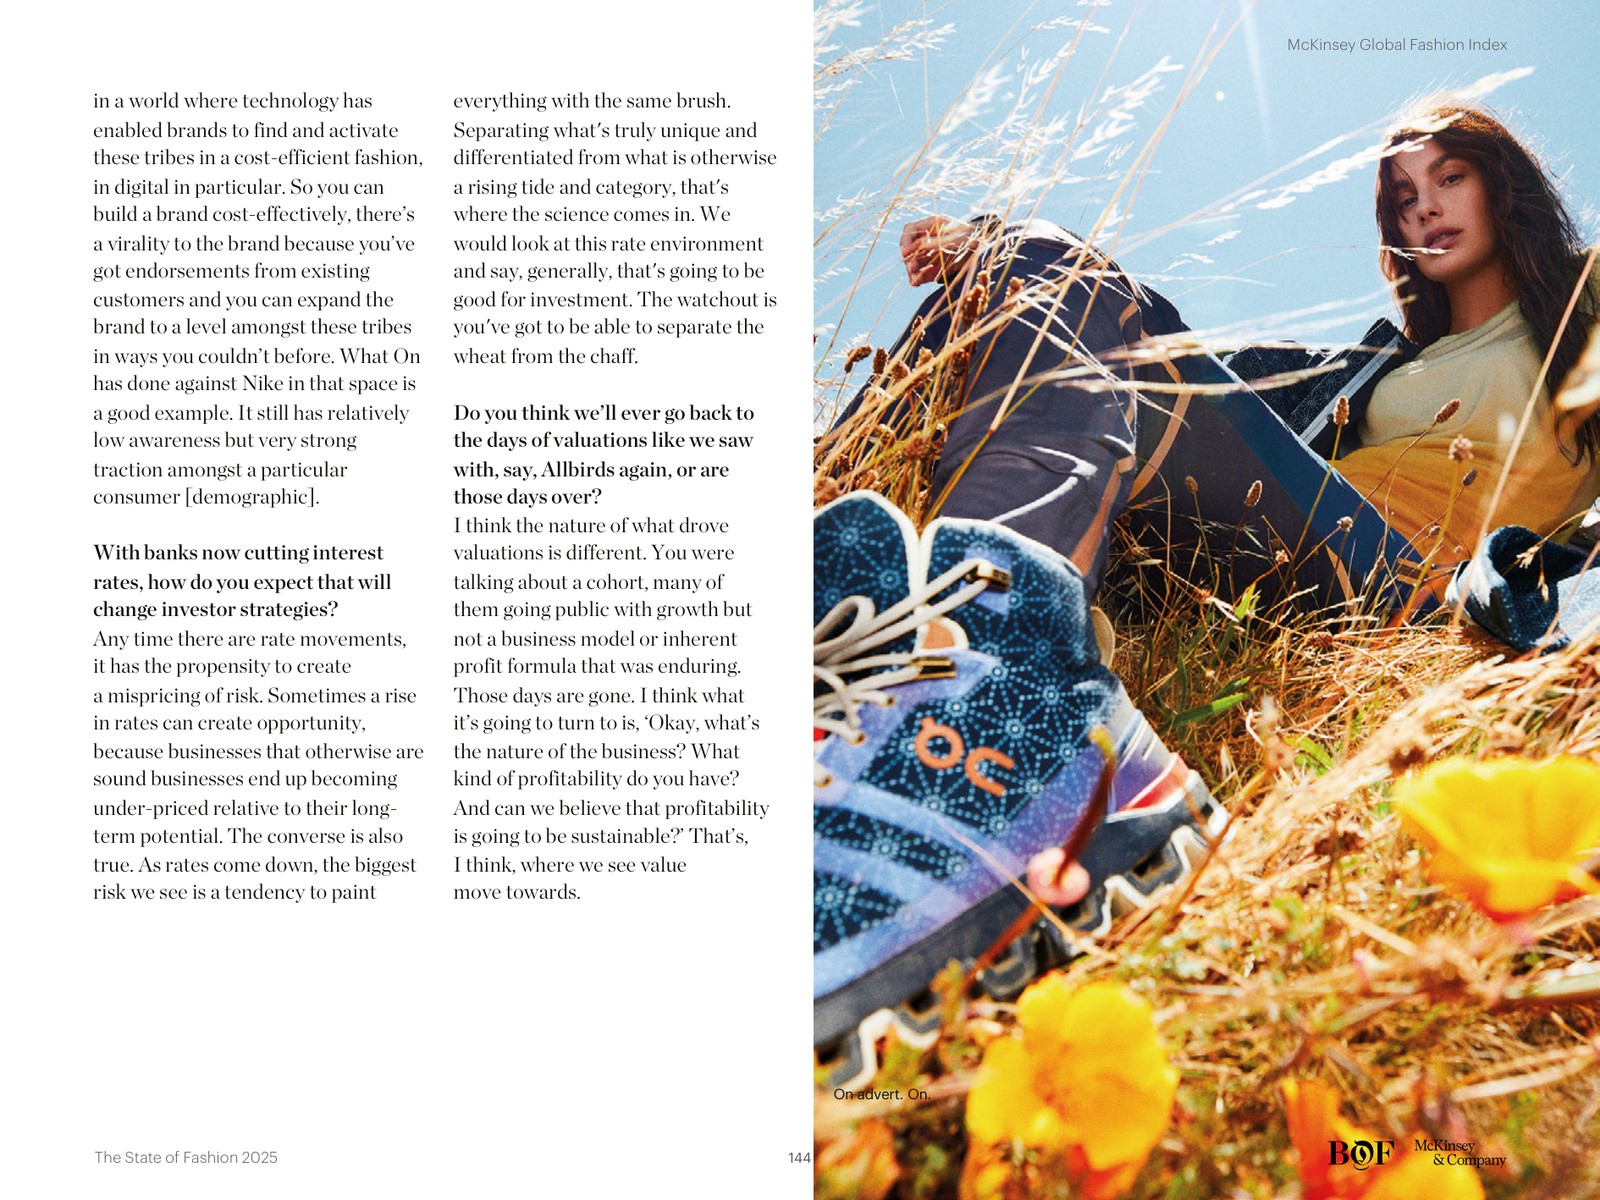 McKinsey Global Fashion Index
in a world where technology has
enabled brands to find and activate
these tribes in a cost-efficient fashion,
in digital in particular. So you can
build a brand cost-effectively, there’s
a virality to the brand because you’ve
got endorsements from existing
customers and you can expand the
brand to a level amongst these tribes
in ways you couldn’t before. What On
has done against Nike in that space is
a good example. It still has relatively
low awareness but very strong
traction amongst a particular
consumer [demographic].
With banks now cutting interest
rates, how do you expect that will
change investor strategies?
Any time there are rate movements,
it has the propensity to create
a mispricing of risk. Sometimes a rise
in rates can create opportunity,
because businesses that otherwise are
sound businesses end up becoming
under-priced relative to their long-
term potential. The converse is also
true. As rates come down, the biggest
risk we see is a tendency to paint
everything with the same brush.
Separating what's truly unique and
differentiated from what is otherwise
a rising tide and category, that's
where the science comes in. We
would look at this rate environment
and say, generally, that's going to be
good for investment. The watchout is
you've got to be able to separate the
wheat from the chaff.
Do you think we’ll ever go back to
the days of valuations like we saw
with, say, Allbirds again, or are
those days over?
I think the nature of what drove
valuations is different. You were
talking about a cohort, many of
them going public with growth but
not a business model or inherent
profit formula that was enduring.
Those days are gone. I think what
it’s going to turn to is, ‘Okay, what’s
the nature of the business? What
kind of profitability do you have?
And can we believe that profitability
is going to be sustainable?’ That’s,
I think, where we see value
move towards.
on
On advert. On.
The State of Fashion 2025
144
BOF
McKinsey
& Company